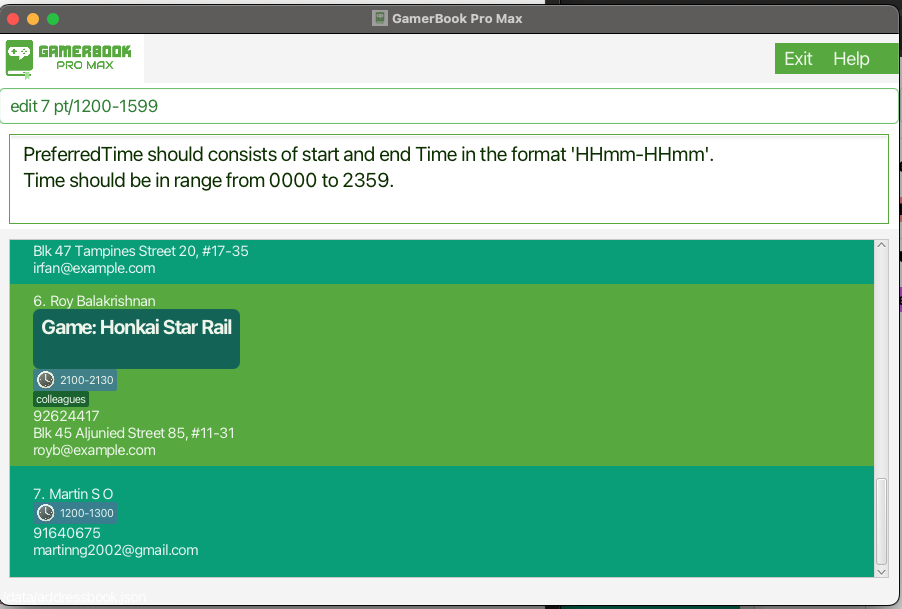 GamerBook Pro Max
GAMERBOOK
PRO MAX
Exit Help
edit 7 pt/1200-1599
PreferredTime should consists of start and end Time in the format 'HHmm-HHmm'.
Time should be in range from 0000 to 2359.
Blk 47 Tampines Street 20, #17-35
irfan@example.com
6. Roy Balakrishnan
Game: Honkai Star Rail
2100-2130
colleagues
92624417
Blk 45 Aljunied Street 85, #11-31
royb@example.com
7. Martin S O
1200-1300
91640675
martinng2002@gmail.com
/data/addressbook.json